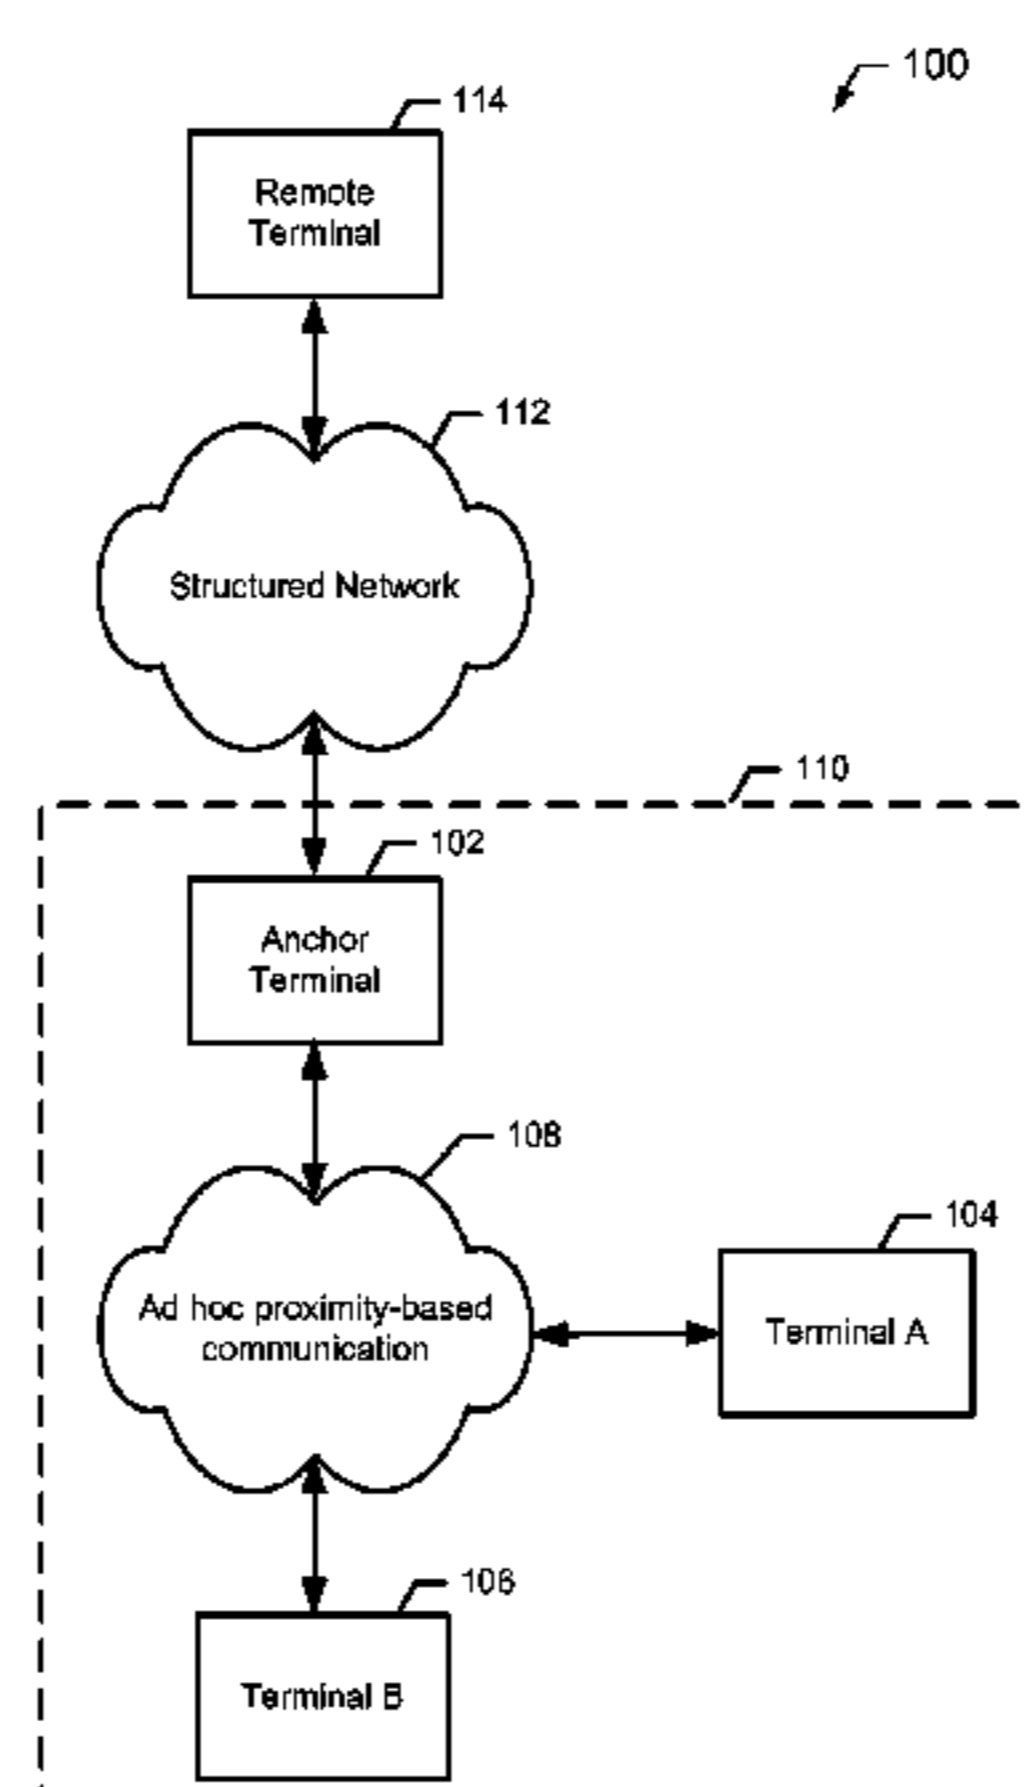 100
114
Remote
Terminal
112
Structured Network
110
102
Anchor
Terminal
108
104
Ad hoc proximity-based
communication
Terminal A
106
Terminal B